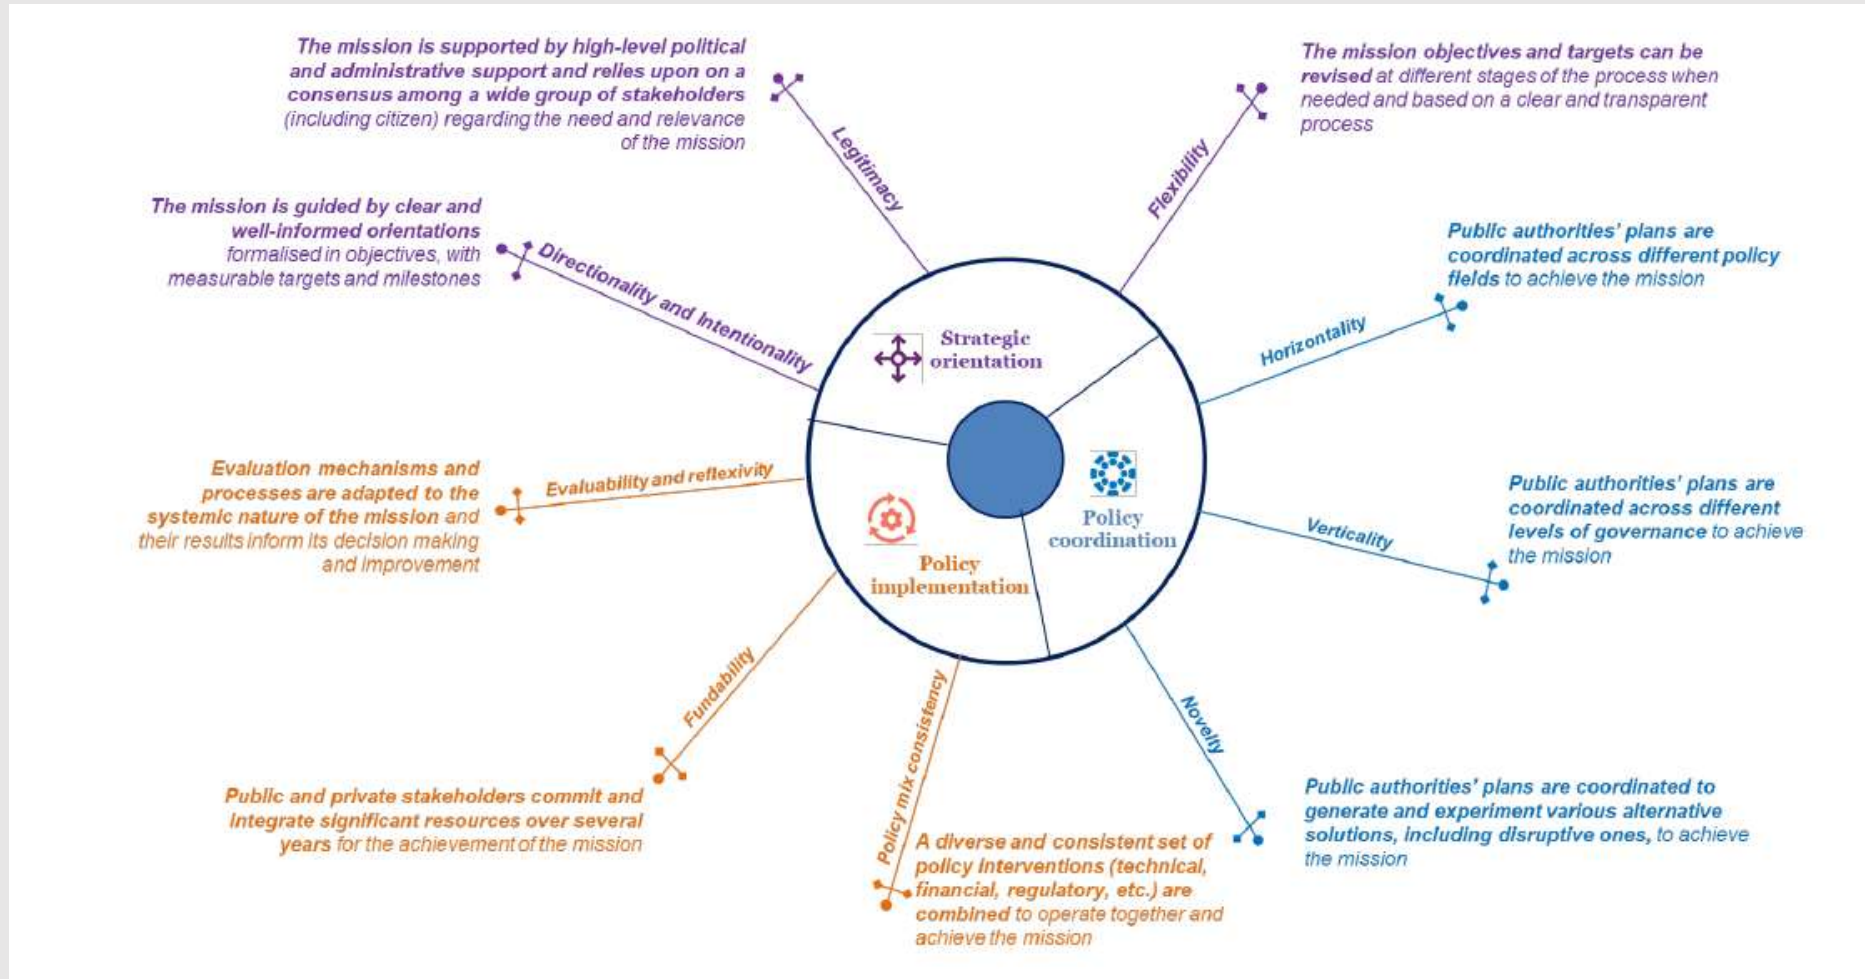 The mission is supported by high-level political
and administrative support and relies upon on a
consensus among a wide group of stakeholders
(including citizen) regarding the need and relevance
of the mission
Legitimacy
The mission objectives and targets can be
revised at different stages of the process when
needed and based on a clear and transparent
process
Flexibility
The mission is guided by clear and
well-informed orientations
formalised in objectives, with
measurable targets and milestones
Directionality and Intentionality
Public authorities' plans are
coordinated across different policy
fields to achieve the mission
Horizontality
Strategic
orientation
Evaluation mechanisms and
processes are adapted to the
systemic nature of the mission and
their results inform its decision making
and improvement
Evaluability and reflexivity
Policy
coordination
Public authorities' plans are
coordinated across different
levels of governance to achieve
the mission
Verticality
Policy
implementation
Fundability
Public and private stakeholders commit and
integrate significant resources over several
years for the achievement of the mission
Policy mix consistency
A diverse and consistent set of
policy interventions (technical,
financial, regulatory, etc.) are
combined to operate together and
achieve the mission
Novelty
Public authorities' plans are coordinated to
generate and experiment various alternative
solutions, including disruptive ones, to achieve
the mission